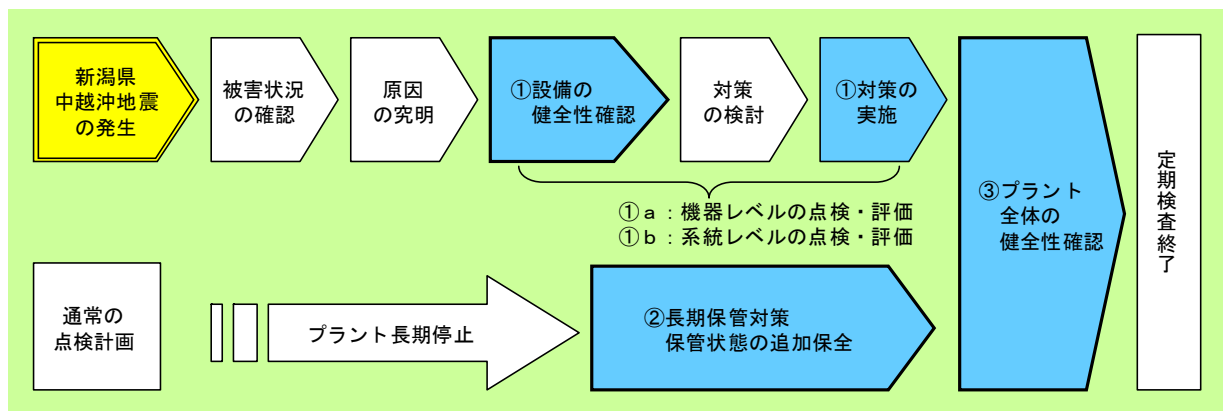 新潟県
中越沖地震
の発生
被害状況
の確認
原因
の究明
①設備の
健全性確認
対策
の検討
①対策の
実施
①ａ：機器レベルの点検・評価
①ｂ：系統レベルの点検・評価
③プラント
全体の
健全性確認
定期検査終了
通常の
点検計画
プラント長期停止
②長期保管対策
保管状態の追加保全